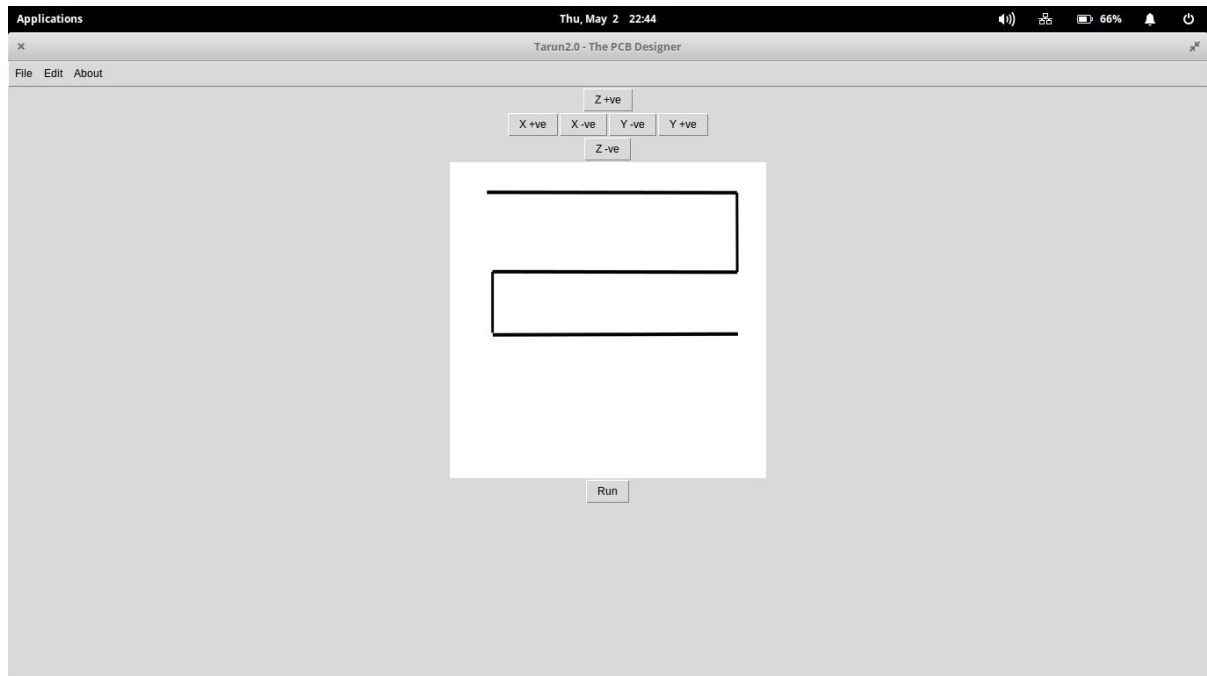 Applications Thu, May 2 22:44 66%
Tarun2.0 - The PCB Designer
File Edit About
Z +ve
X +ve X -ve Y -ve Y +ve
Z -ve
Run